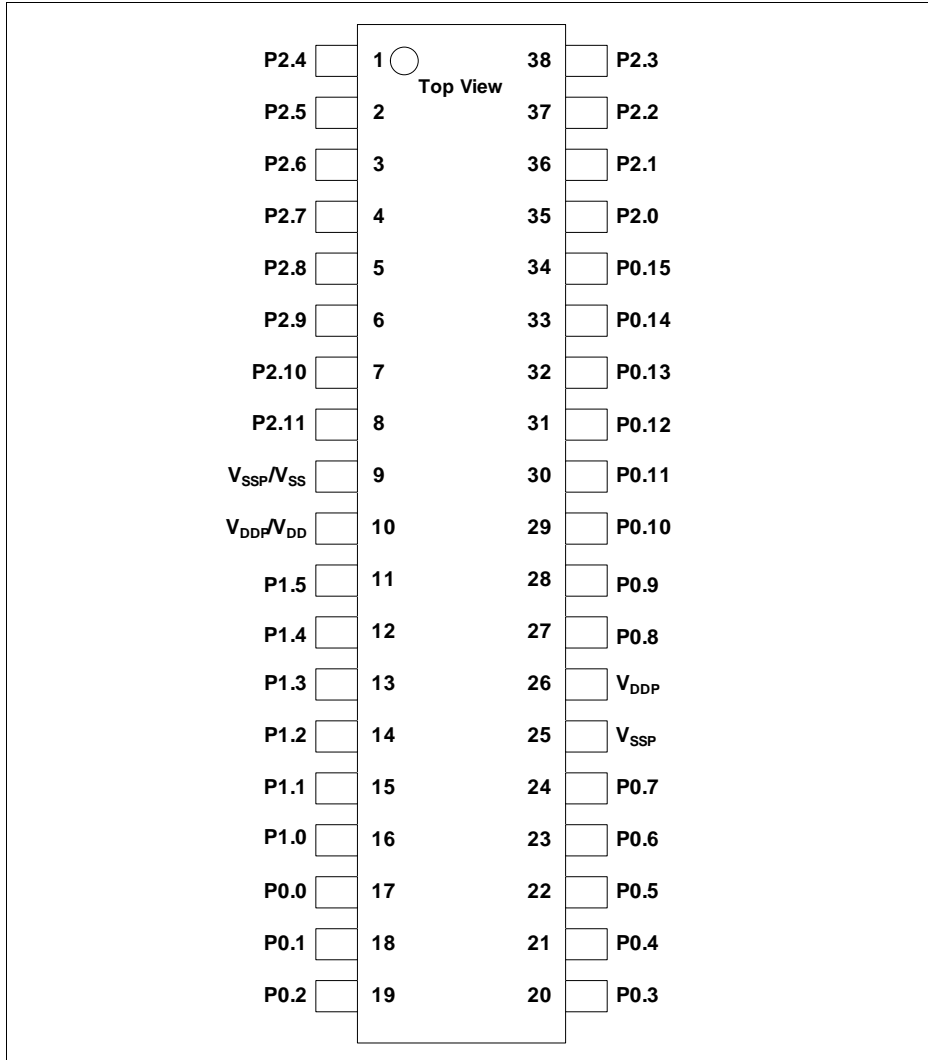 P2.4 1 38 P2.3
Top View
P2.5 2 37 P2.2
P2.6 3 36 P2.1
P2.7 4 35 P2.0
P2.8 5 34 P0.15
P2.9 6 33 P0.14
P2.10 7 32 P0.13
P2.11 8 31 P0.12
VSSP/VSS 9 30 P0.11
VDDP/VDD 10 29 P0.10
P1.5 11 28 P0.9
P1.4 12 27 P0.8
P1.3 13 26 VDDP
P1.2 14 25 VSSP
P1.1 15 24 P0.7
P1.0 16 23 P0.6
P0.0 17 22 P0.5
P0.1 18 21 P0.4
P0.2 19 20 P0.3